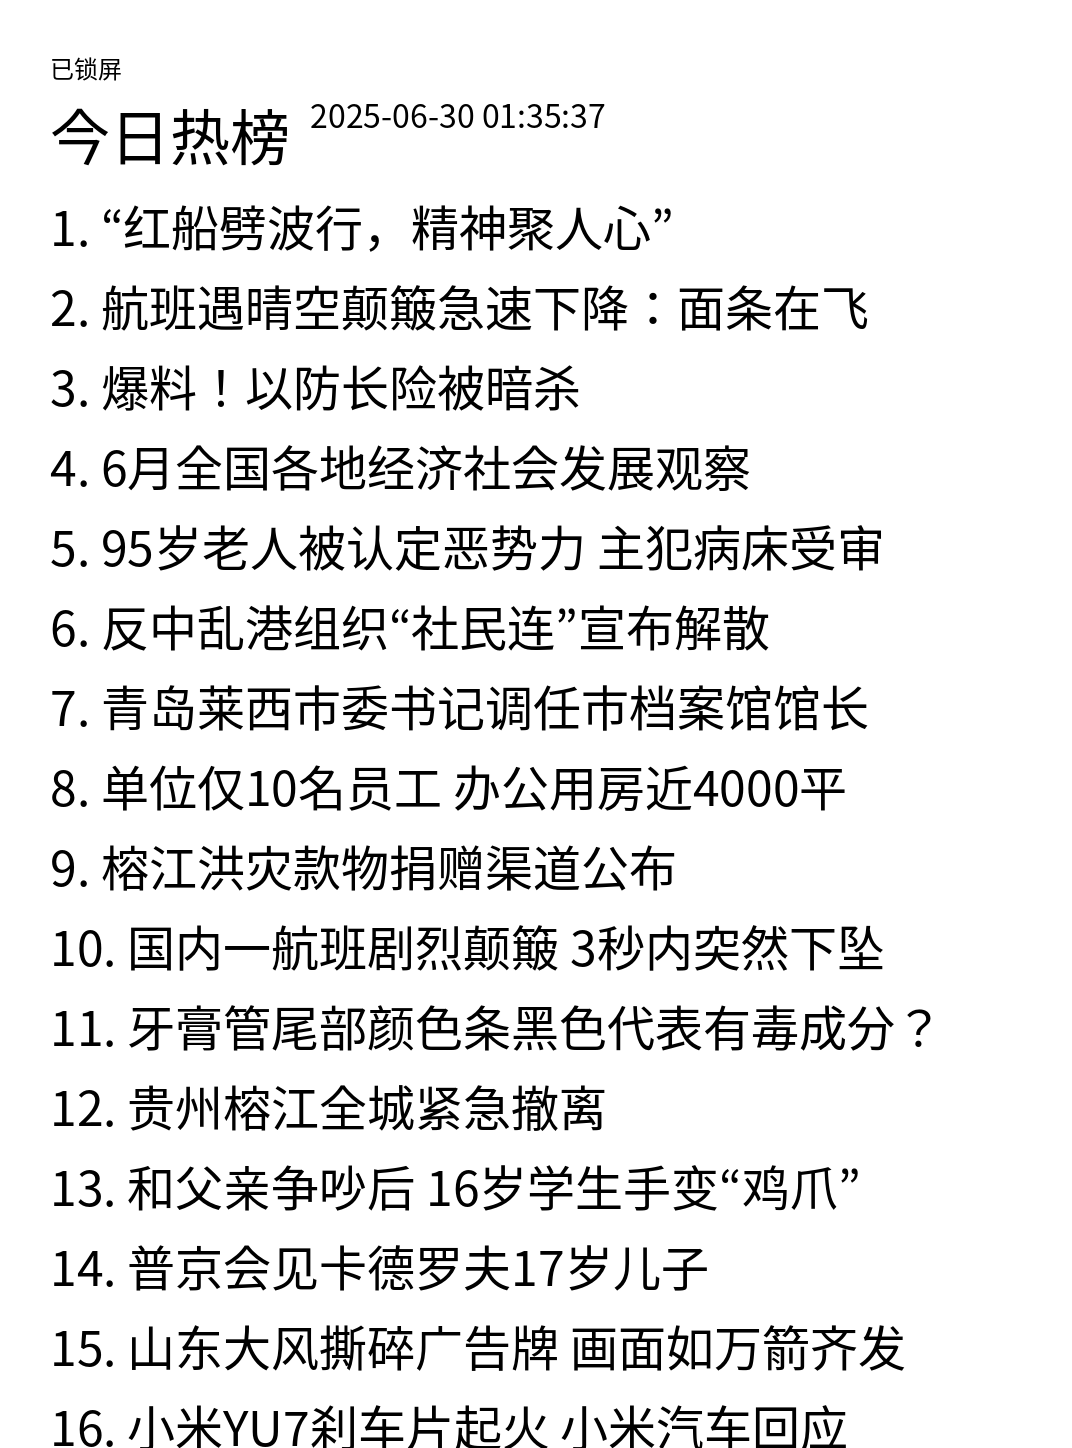 已锁屏
今日热榜 2025-06-30 01:35:37
1. “红船劈波行，精神聚人心”
2. 航班遇晴空颠簸急速下降：面条在飞
3. 爆料！以防长险被暗杀
4. 6月全国各地经济社会发展观察
5. 95岁老人被认定恶势力 主犯病床受审
6. 反中乱港组织“社民连”宣布解散
7. 青岛莱西市委书记调任市档案馆馆长
8. 单位仅10名员工 办公用房近4000平
9. 榕江洪灾款物捐赠渠道公布
10. 国内一航班剧烈颠簸 3秒内突然下坠
11. 牙膏管尾部颜色条黑色代表有毒成分？
12. 贵州榕江全城紧急撤离
13. 和父亲争吵后 16岁学生手变“鸡爪”
14. 普京会见卡德罗夫17岁儿子
15. 山东大风撕碎广告牌 画面如万箭齐发
16. 小米YU7刹车片起火 小米汽车回应